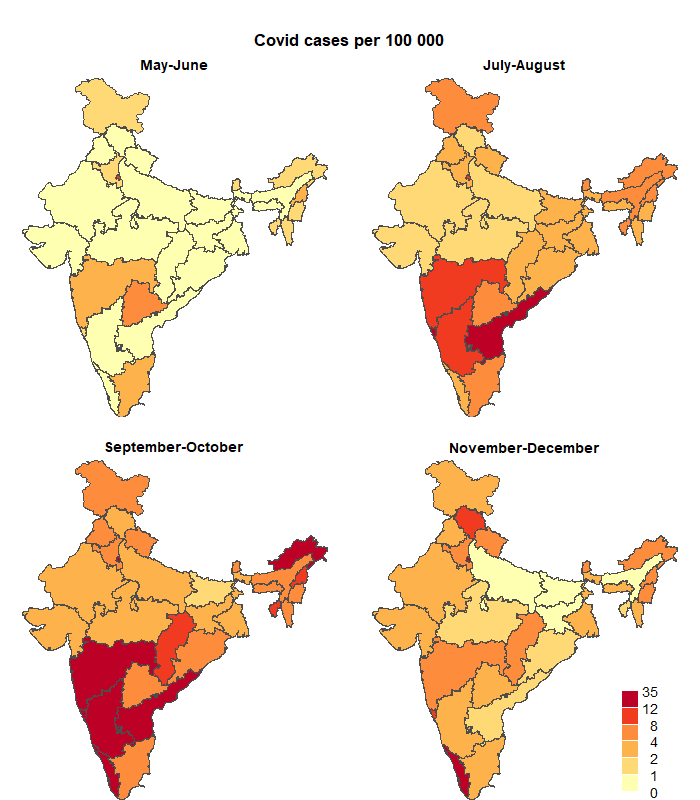 Covid cases per 100 000
May-June
July-August
September-October
November-December
35
12
8
4
2
1
0